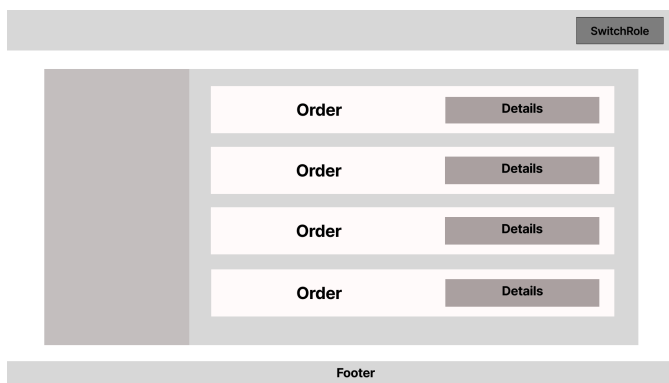 SwitchRole
Order
Details
Order
Details
Order
Details
Order
Details
Footer